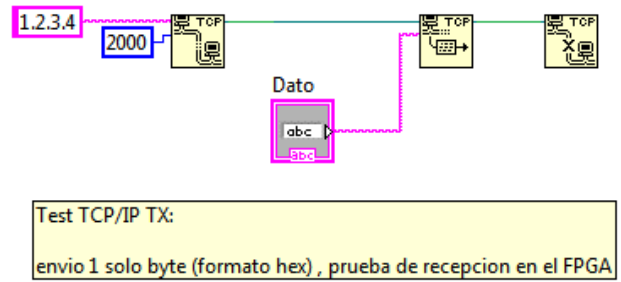 1.2.3.4
TCP
TCP
TCP
2000
Dato
abc
abc
Test TCP/IP TX:
envio 1 solo byte (formato hex) , prueba de recepcion en el FPGA